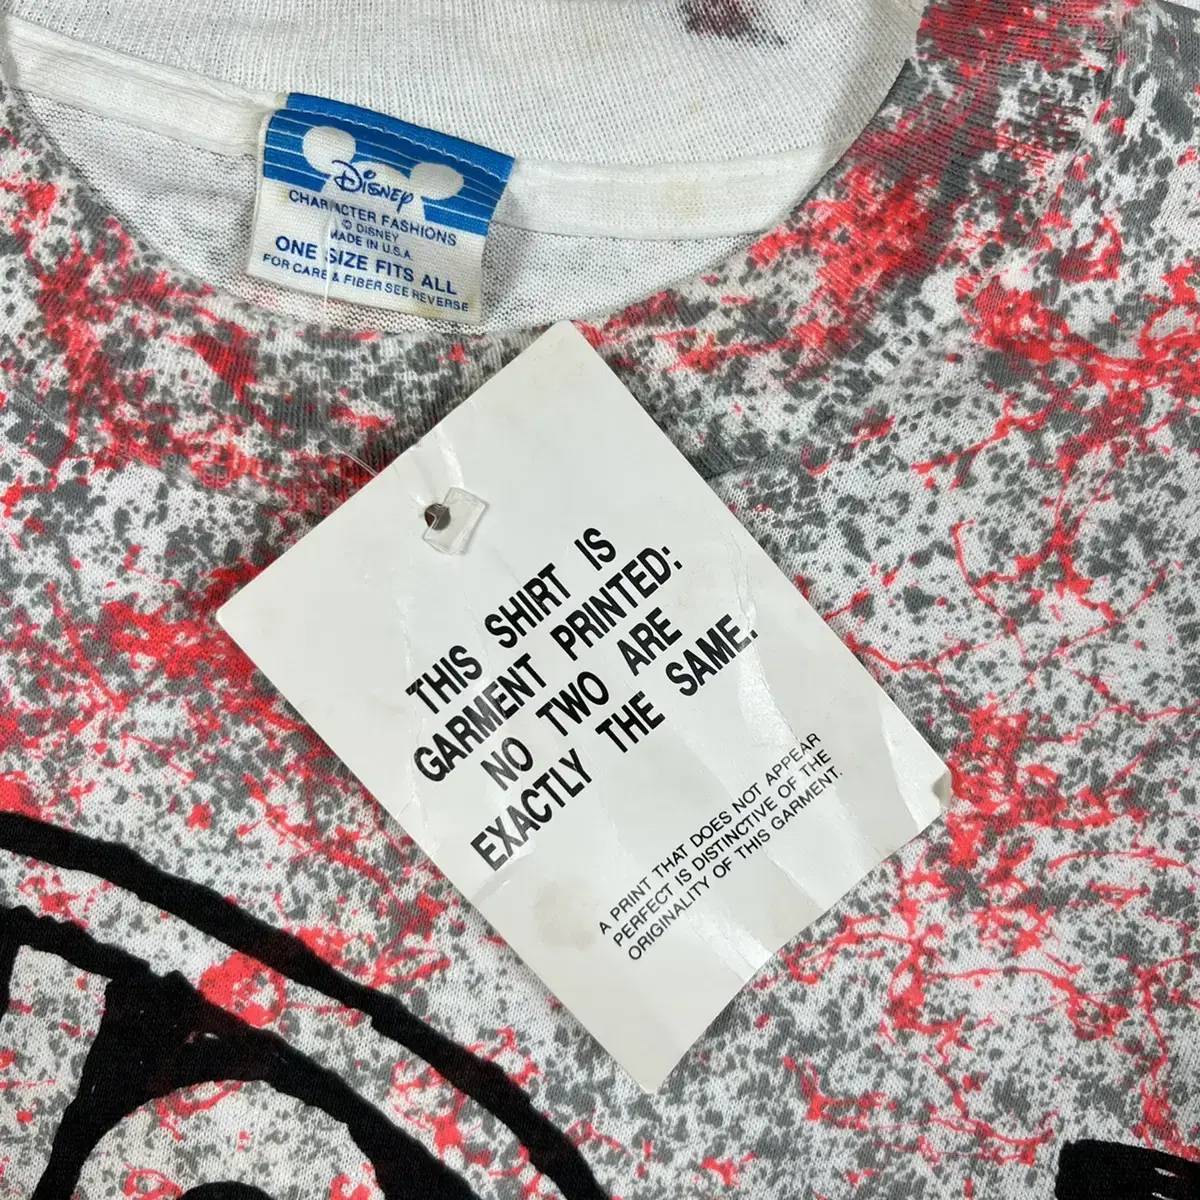 Disney
CHARACTER FASHIONS
© DISNEY
MADE IN U.S.A
ONE SIZE FITS ALL
FOR CARE & FIBER SEE REVERSE
THIS SHIRT IS
GARMENT PRINTED:
NO TWO ARE
EXACTLY THE SAME.
A PRINT THAT DOES NOT APPEAR
PERFECT IS DISTINCTIVE OF THE
ORIGINALITY OF THIS GARMENT.